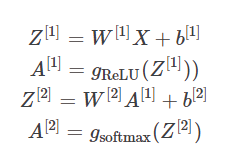 Z^{[1]} = W^{[1]}X + b^{[1]}
A^{[1]} = g_{ReLU}(Z^{[1]}))
Z^{[2]} = W^{[2]}A^{[1]} + b^{[2]}
A^{[2]} = g_{softmax}(Z^{[2]})